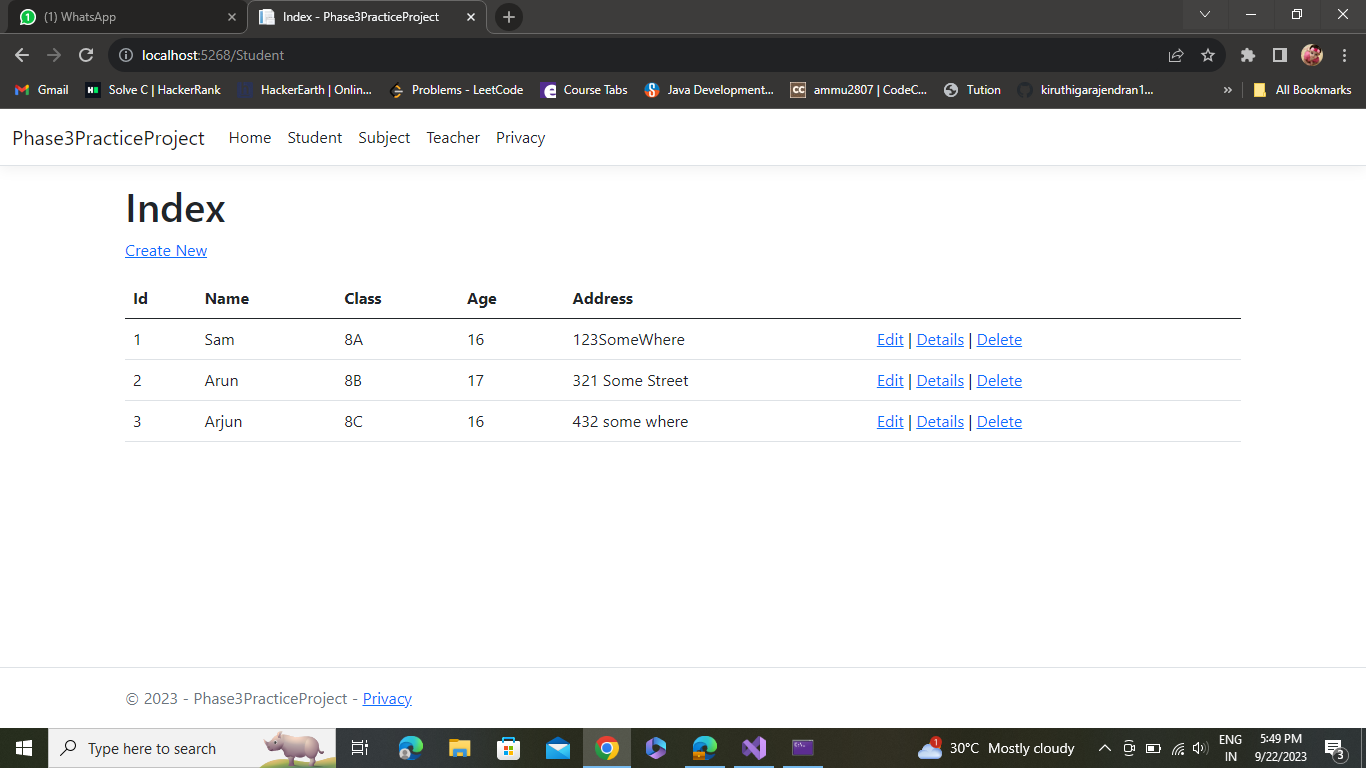 (1) WhatsApp
Index - Phase3PracticeProject
localhost:5268/Student
Gmail
Solve C | HackerRank
HackerEarth | Onlin...
Problems - LeetCode
Course Tabs
Java Development...
CC ammu2807 | CodeC...
Tution
kiruthigarajendran1...
» All Bookmarks
Phase3PracticeProject Home Student Subject Teacher Privacy
Index
Create New
Id Name Class Age Address
1 Sam 8A 16 123SomeWhere Edit | Details | Delete
2 Arun 8B 17 321 Some Street Edit | Details | Delete
3 Arjun 8C 16 432 some where Edit | Details | Delete
© 2023 - Phase3PracticeProject - Privacy
Type here to search
1
30°C Mostly cloudy
ENG
IN
5:49 PM
9/22/2023
3